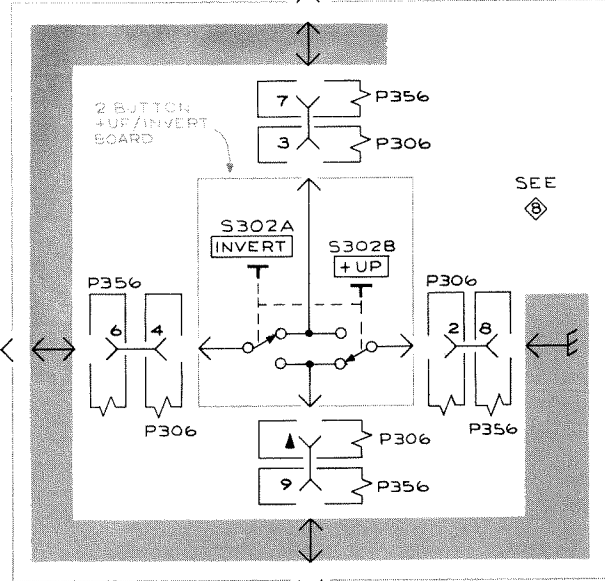 7 P356
2 BUTTON
+UP/INVERT
BOARD
3 P306
SEE
8
S302A
INVERT
S302B
+UP
P356
P306
6 4
2 8
P306
P356
P306
9 P356